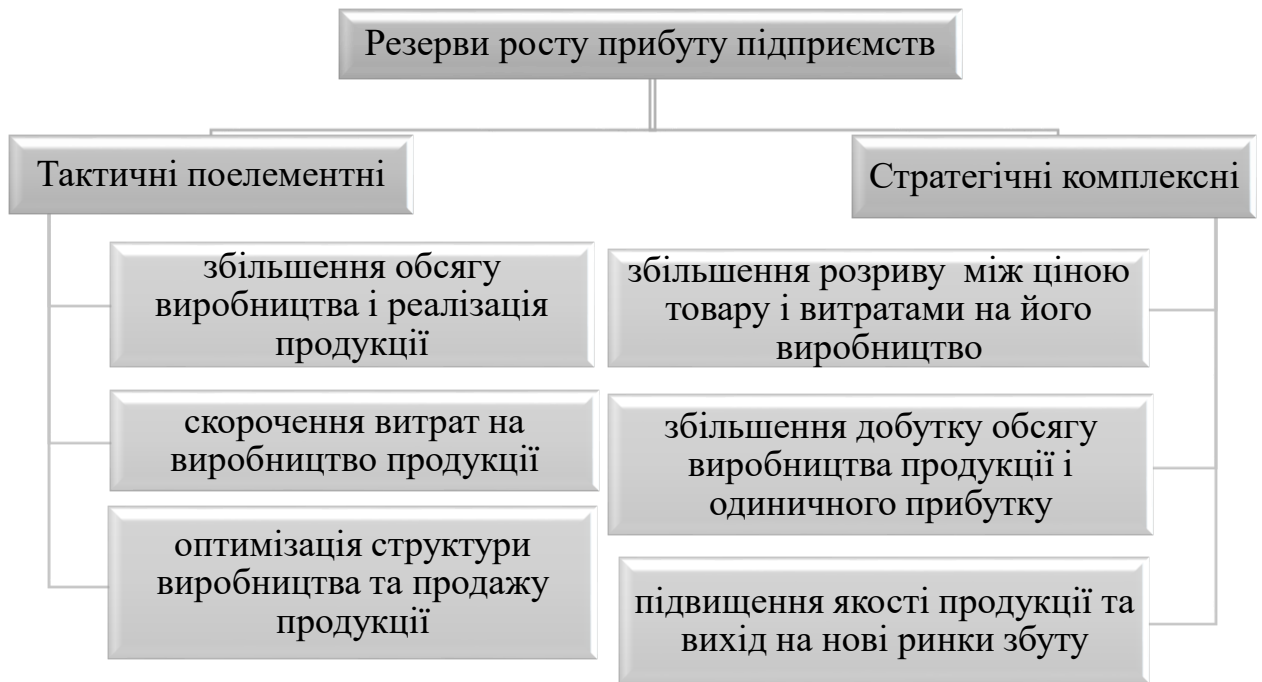 Резерви росту прибуту підприємств
Тактичні поелементні
збільшення обсягу
виробництва і реалізація
продукції
скорочення витрат на
виробництво продукції
оптимізація структури
виробництва та продажу
продукції
Стратегічні комплексні
збільшення розриву між ціною
товару і витратами на його
виробництво
збільшення добутку обсягу
виробництва продукції і
одиничного прибутку
підвищення якості продукції та
вихід на нові ринки збуту